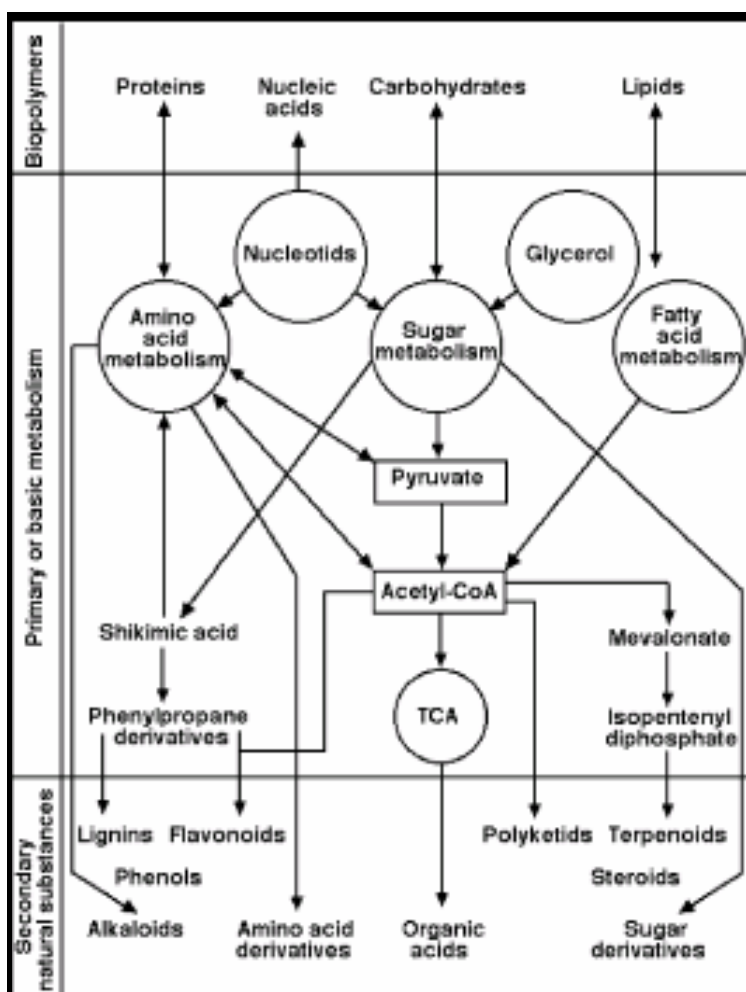 Biopolymers
Proteins
Nucleic
acids
Carbohydrates
Lipids
Primary or basic metabolism
Nucleotids
Glycerol
Amino
acid
metabolism
Sugar
metabolism
Fatty
acid
metabolism
Pyruvate
Acetyl-CoA
Shikimic acid
Mevalonate
Phenylpropane
derivatives
TCA
Isopentenyl
diphosphate
Secondary
natural substances
Lignins
Flavonoids
Polyketids
Terpenoids
Phenols
Steroids
Alkaloids
Amino acid
derivatives
Organic
acids
Sugar
derivatives